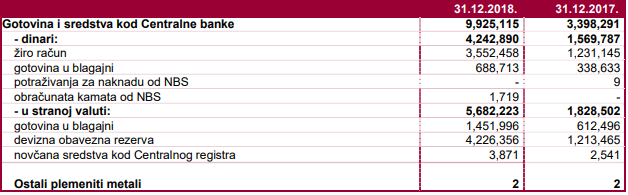 31.12.2018. 31.12.2017.
Gotovina i sredstva kod Centralne banke 9,925,115 3,398,291
- dinari: 4,242,890 1,569,787
žiro račun 3,552,458 1,231,145
gotovina u blagajni 688,713 338,633
potraživanja za naknadu od NBS - 9
obračunata kamata od NBS 1,719 -
- u stranoj valuti: 5,682,223 1,828,502
gotovina u blagajni 1,451,996 612,496
devizna obavezna rezerva 4,226,356 1,213,465
novčana sredstva kod Centralnog registra 3,871 2,541
Ostali plemeniti metali 2 2